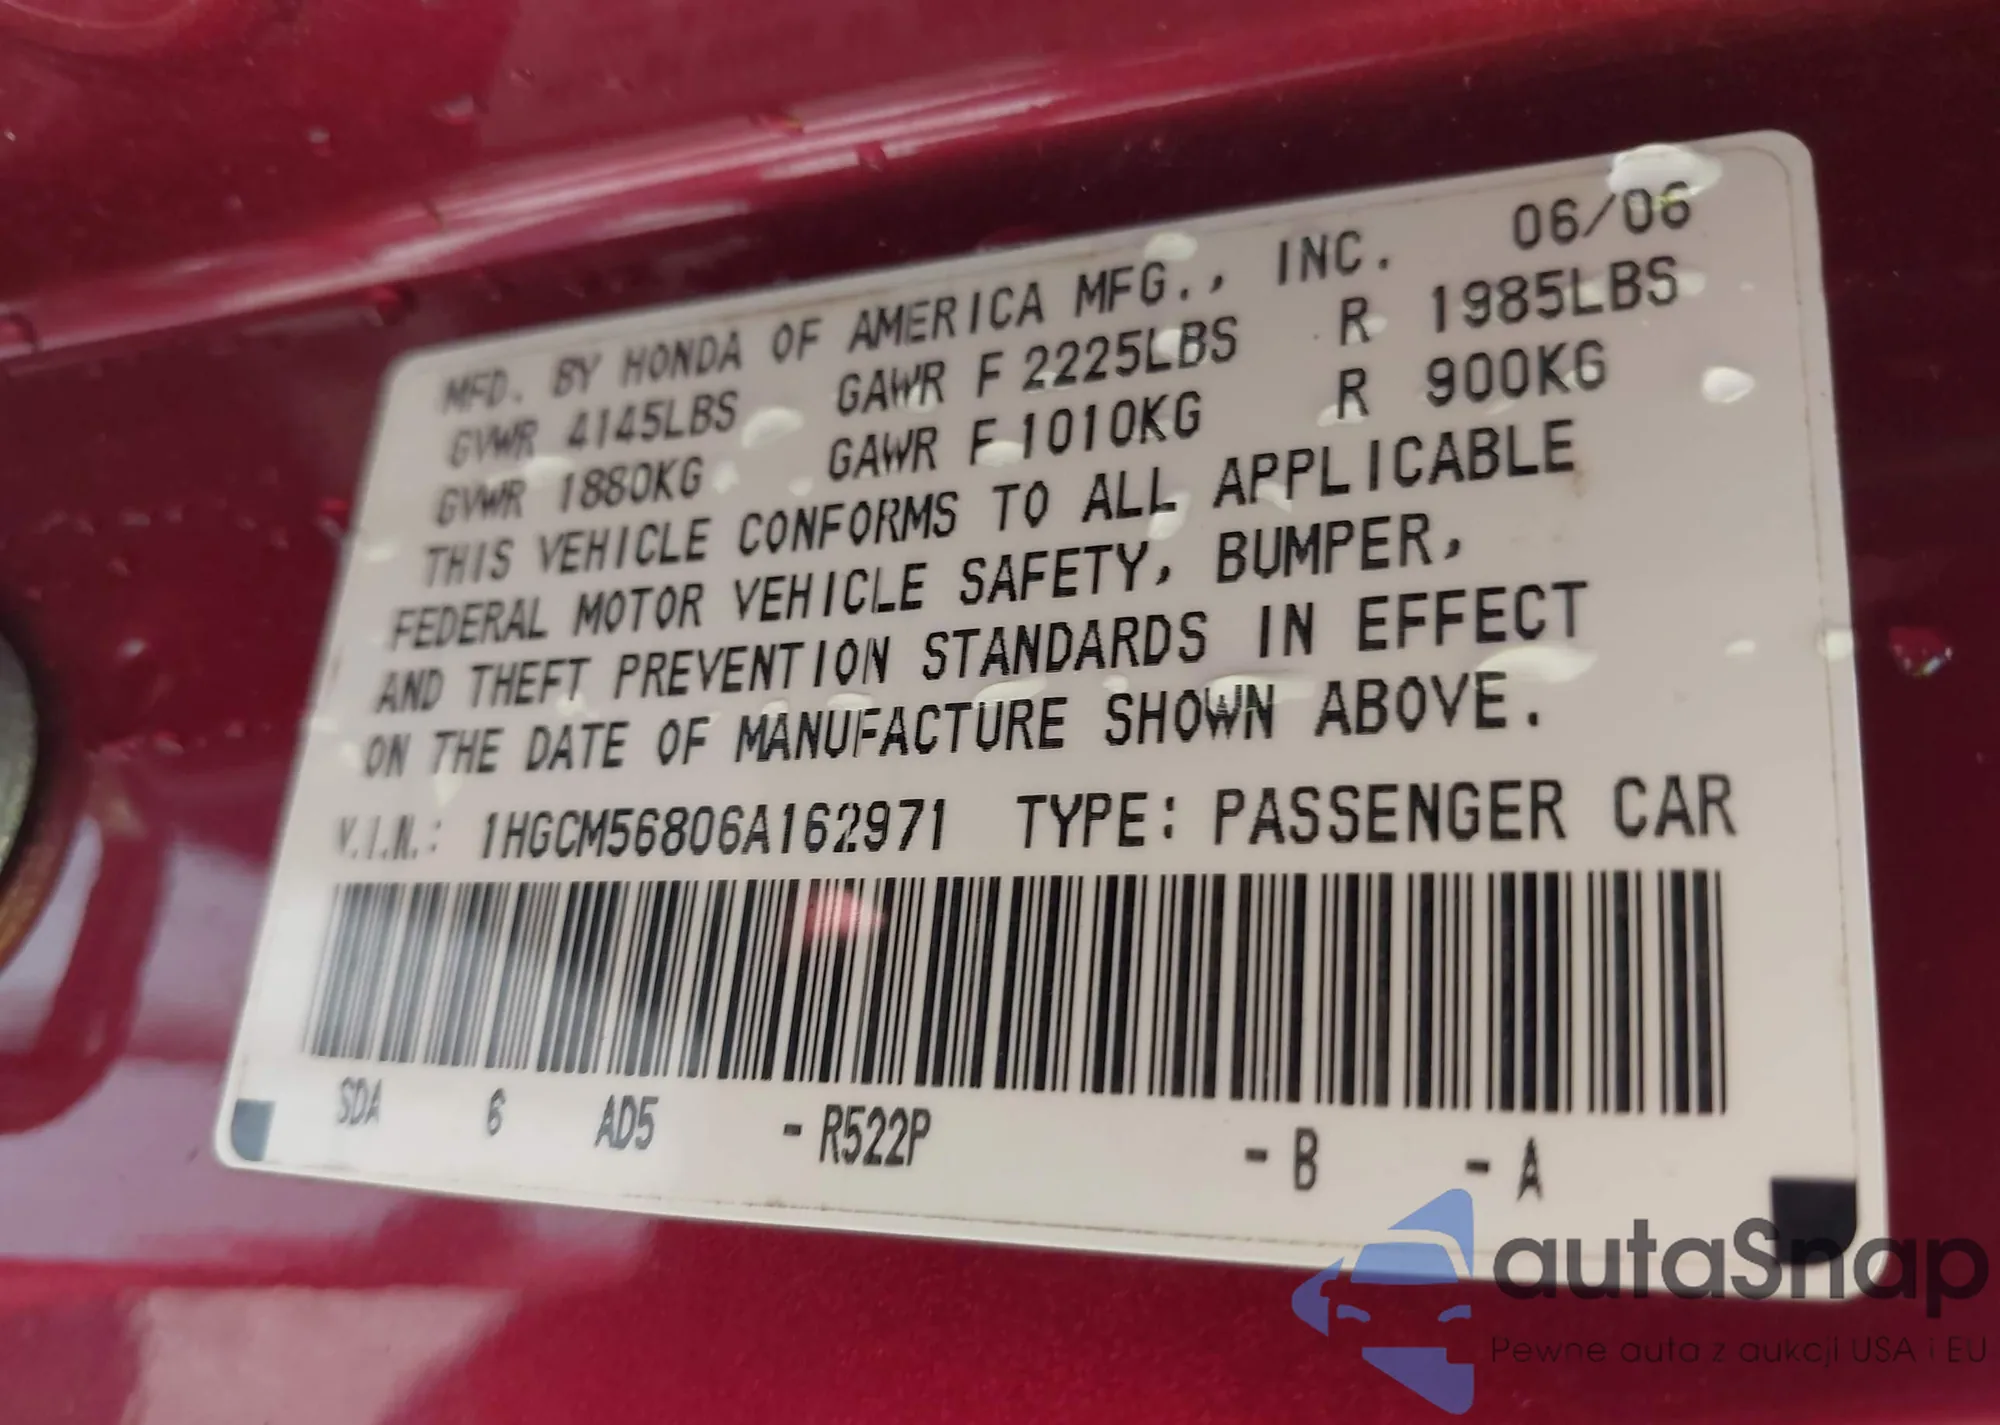 MFD. BY HONDA OF AMERICA MFG., INC. 06/06
GVWR 4145LBS GAWR F 2225LBS R 1985LBS
GVWR 1880KG GAWR F 1010KG R 900KG
THIS VEHICLE CONFORMS TO ALL APPLICABLE
FEDERAL MOTOR VEHICLE SAFETY, BUMPER,
AND THEFT PREVENTION STANDARDS IN EFFECT
ON THE DATE OF MANUFACTURE SHOWN ABOVE.
V.I.N.: 1HGCM56806A162971 TYPE: PASSENGER CAR
SDA 6 AD5 - R522P - B - A
autaSnap
Pewne auta z aukcji USA i EU